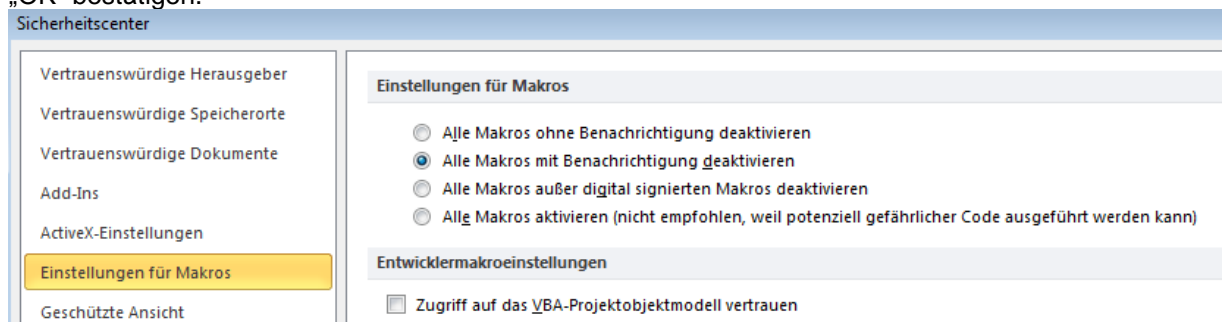 „OK“ bestätigen.
Sicherheitscenter
Vertrauenswürdige Herausgeber
Vertrauenswürdige Speicherorte
Vertrauenswürdige Dokumente
Add-Ins
ActiveX-Einstellungen
Einstellungen für Makros
Geschützte Ansicht
Einstellungen für Makros
Alle Makros ohne Benachrichtigung deaktivieren
Alle Makros mit Benachrichtigung deaktivieren
Alle Makros außer digital signierten Makros deaktivieren
Alle Makros aktivieren (nicht empfohlen, weil potenziell gefährlicher Code ausgeführt werden kann)
Entwicklermakroeinstellungen
Zugriff auf das VBA-Projektobjektmodell vertrauen